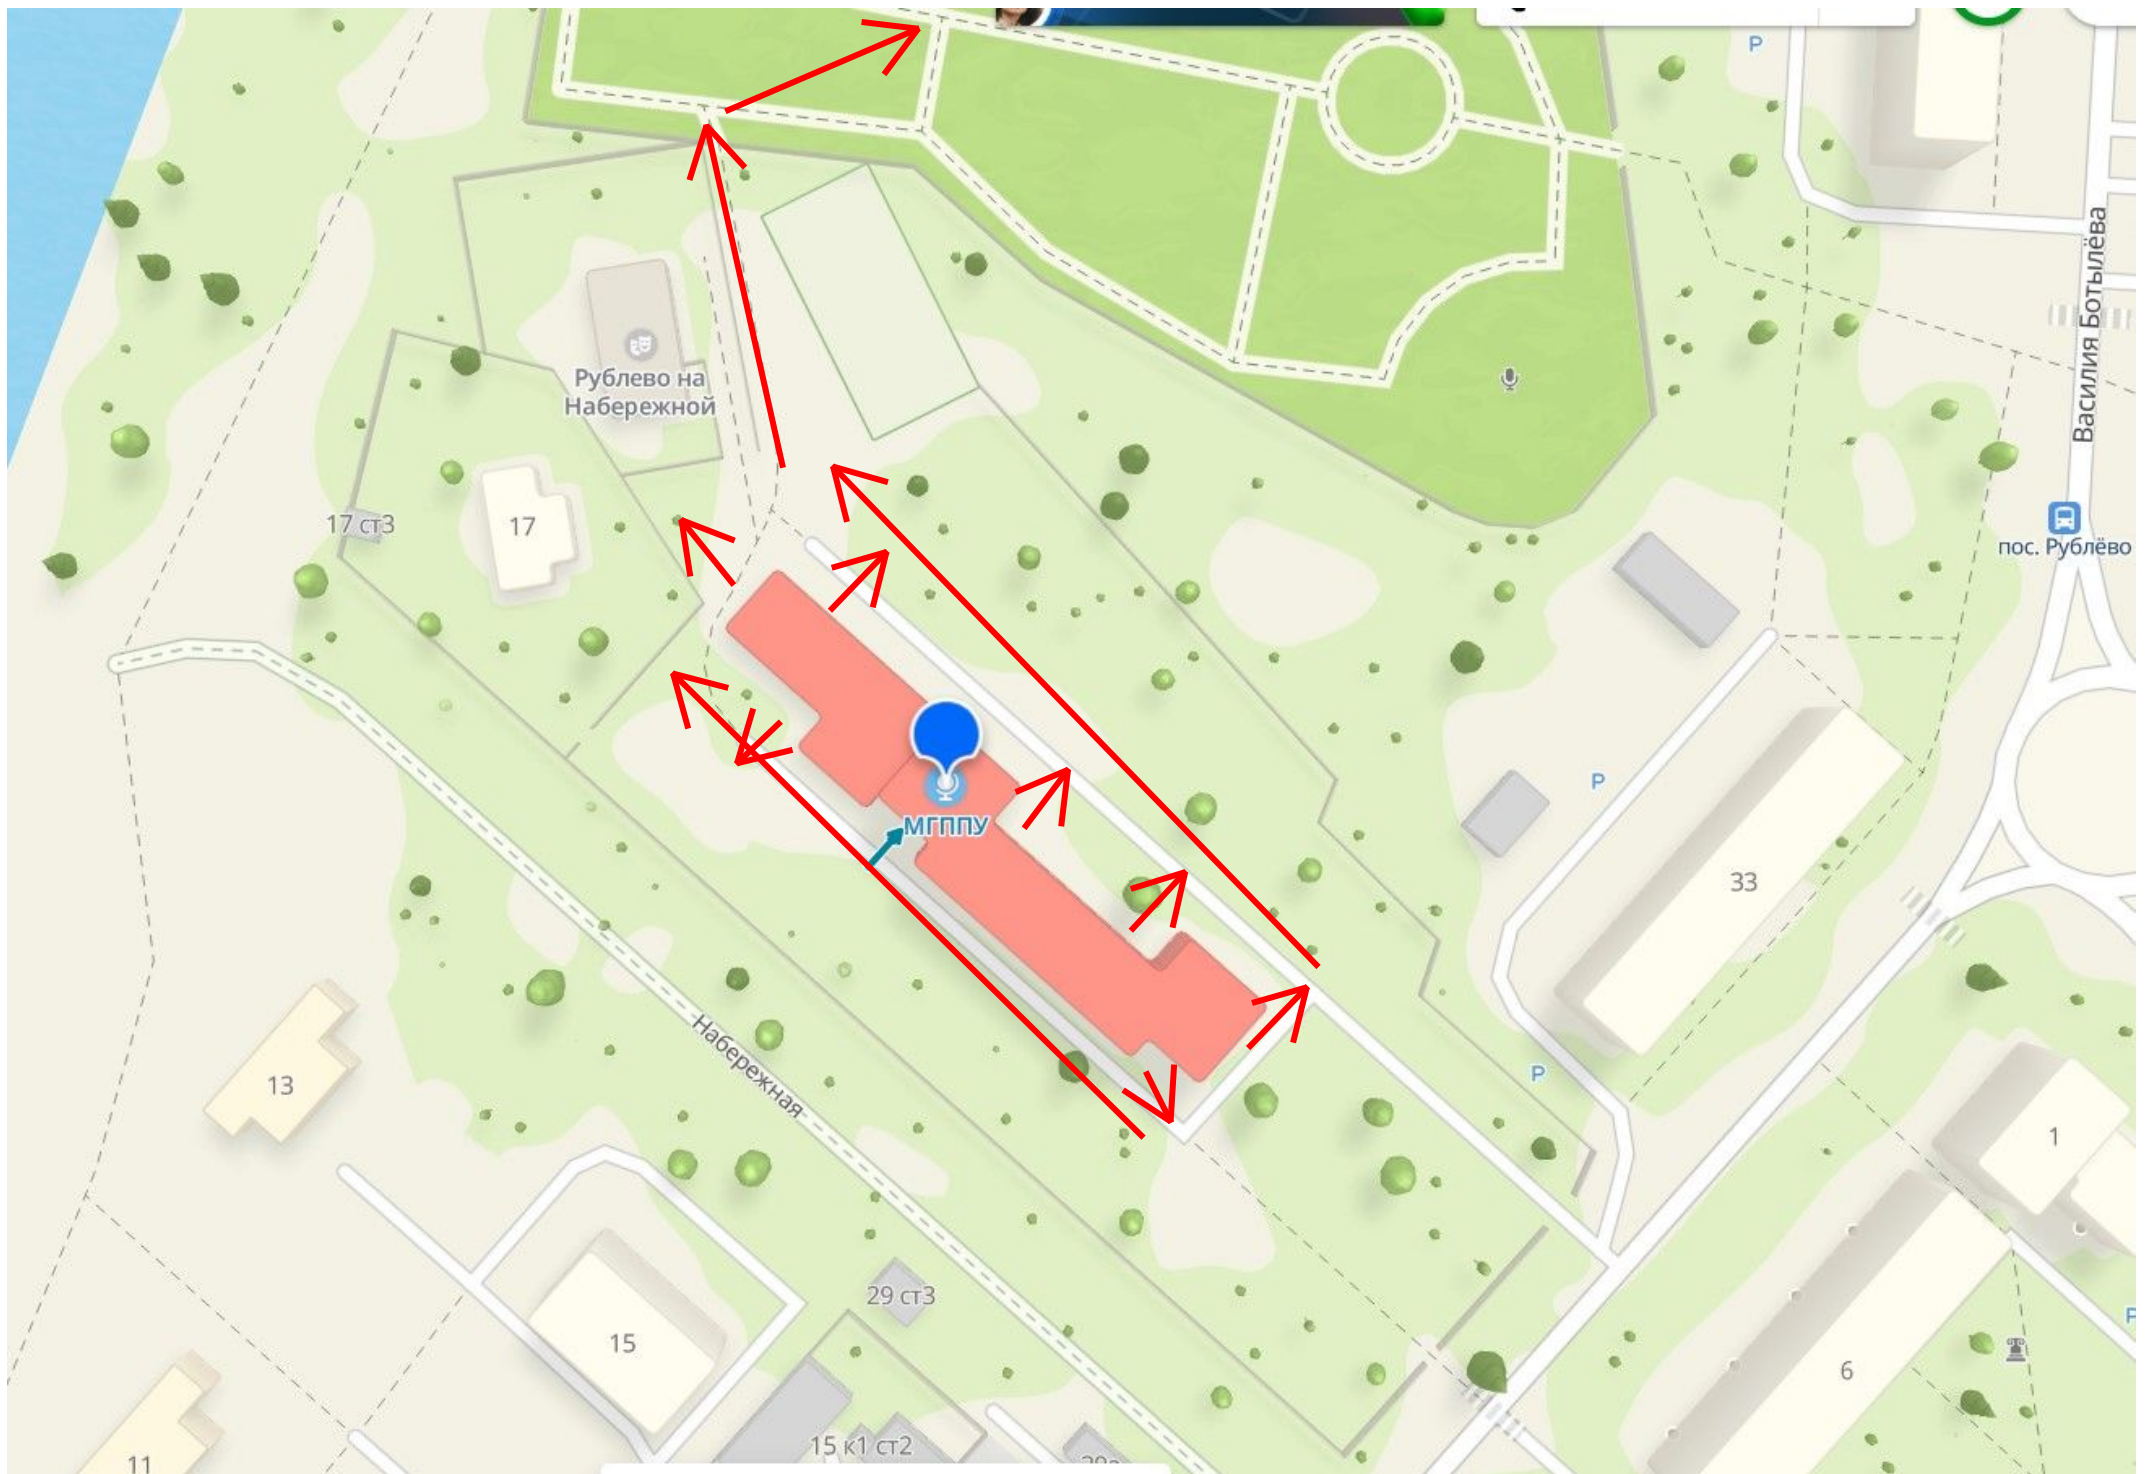 P
Василия Ботылёва
Рублево на
Набережной
17 ст3
17
пос. Рублёво
P
МГППУ
33
P
Набережная
13
1
29 ст3
15
P
6
15 к1 ст2
11